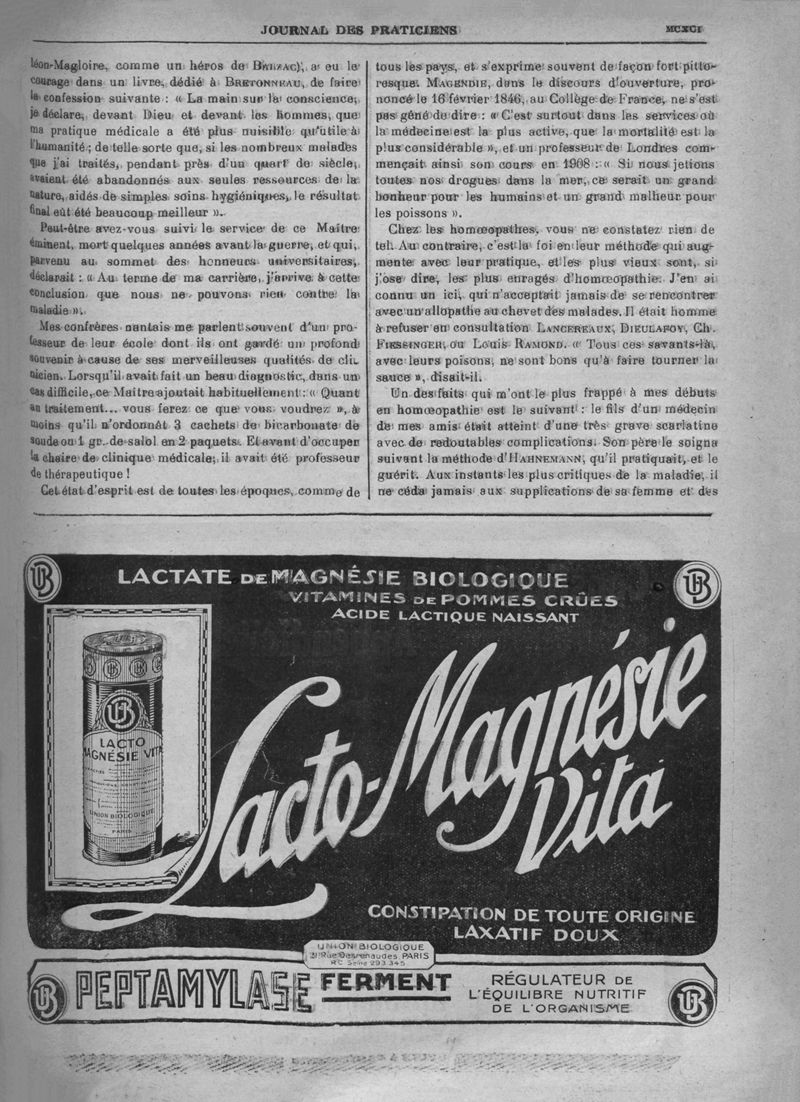 JOURNAL DES PRATICIENS
MCXCI
léon-Magloire, comme un héros de BALZAC), a eu le
courage dans un livre, dédié à BRETONNEAU, de faire
la confession suivante : « La main sur la conscience,
je déclare, devant Dieu et devant les hommes, que
ma pratique médicale a été plus nuisible qu'utile à
l'humanité ; de telle sorte que, si les nombreux malades
que j'ai traités, pendant près d'un quart de siècle,
avaient été abandonnés aux seules ressources de la
nature, aidés de simples soins hygiéniques, le résultat
final eût été beaucoup meilleur ».
Peut-être avez-vous suivi le service de ce Maître
éminent, mort quelques années avant la guerre, et qui,
parvenu au sommet des honneurs universitaires,
déclarait : « Au terme de ma carrière, j'arrive à cette
conclusion que nous ne pouvons rien contre la
maladie ».
Mes confrères nantais me parlent souvent d'un pro-
fesseur de leur école dont ils ont gardé un profond
souvenir à cause de ses merveilleuses qualités de cli-
nicien. Lorsqu'il avait fait un beau diagnostic, dans un
cas difficile, ce Maître ajoutait habituellement : « Quant
au traitement... vous ferez ce que vous voudrez », à
moins qu'il n'ordonnât 3 cachets de bicarbonate de
soude ou 1 gr. de salol en 2 paquets. Et avant d'occuper
la chaire de clinique médicale, il avait été professeur
de thérapeutique !
Cet état d'esprit est de toutes les époques, comme de
tous les pays, et s'exprime souvent de façon fort pitto-
resque. MAGENDIE, dans le discours d'ouverture, pro-
noncé le 16 février 1846, au Collège de France, ne s'est
pas gêné de dire : « C'est surtout dans les services où
la médecine est la plus active, que la mortalité est la
plus considérable », et un professeur de Londres com-
mençait ainsi son cours en 1908 : « Si nous jetions
toutes nos drogues dans la mer, ce serait un grand
bonheur pour les humains et un grand malheur pour
les poissons ».
Chez les homœopathes, vous ne constatez rien de
tel. Au contraire, c'est la foi en leur méthode qui aug-
mente avec leur pratique, et les plus vieux sont, si
j'ose dire, les plus enragés d'homœopathie. J'en ai
connu un ici, qui n'acceptait jamais de se rencontrer
avec un allopathe au chevet des malades. Il était homme
à refuser en consultation LANCEREAUX, DIEULAFOY, Ch.
FIESSINGER, ou Louis RAMOND. « Tous ces savants-là,
avec leurs poisons, ne sont bons qu'à faire tourner la
sauce », disait-il.
Un des faits qui m'ont le plus frappé à mes débuts
en homœopathie est le suivant : le fils d'un médecin
de mes amis était atteint d'une très grave scarlatine
avec de redoutables complications. Son père le soigna
suivant la méthode d'HAHNEMANN, qu'il pratiquait, et le
guérit. Aux instants les plus critiques de la maladie, il
ne céda jamais aux supplications de sa femme et des
UB
UB
LACTATE DE MAGNÉSIE BIOLOGIQUE
VITAMINES DE POMMES CRÛES
ACIDE LACTIQUE NAISSANT
UB
LACTO
MAGNÉSIE VITA
UNION BIOLOGIQUE
PARIS
Lacto-Magnésie
Vita
CONSTIPATION DE TOUTE ORIGINE
LAXATIF DOUX
UNION BIOLOGIQUE
21 Rue Desrenaudes, PARIS
R.C. Seine 293.345
UB
PEPTAMYLASE FERMENT
RÉGULATEUR DE
L'ÉQUILIBRE NUTRITIF
DE L'ORGANISME
UB